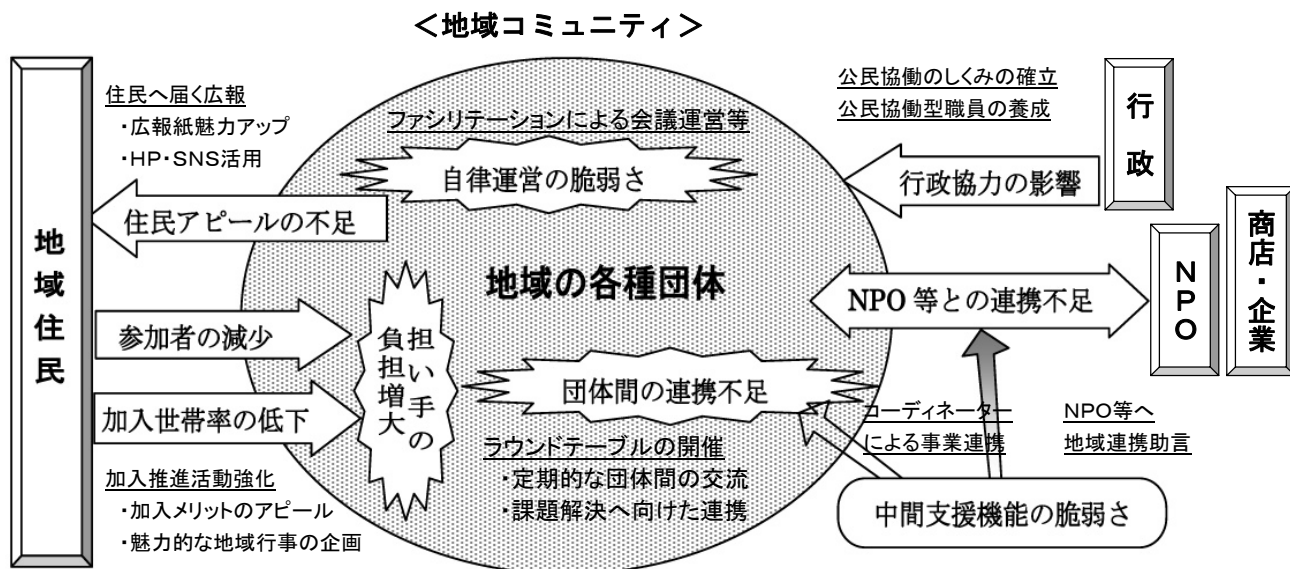 ＜地域コミュニティ＞
地域住民
住民へ届く広報
・広報紙魅力アップ
・HP・SNS活用
住民アピールの不足
参加者の減少
加入世帯率の低下
加入推進活動強化
・加入メリットのアピール
・魅力的な地域行事の企画
ファシリテーションによる会議運営等
自律運営の脆弱さ
地域の各種団体
担い手の
負担増大
団体間の連携不足
ラウンドテーブルの開催
・定期的な団体間の交流
・課題解決へ向けた連携
公民協働のしくみの確立
公民協働型職員の養成
行政
行政協力の影響
NPO等との連携不足
NPO
商店・企業
コーディネーター
による事業連携
NPO等へ
地域連携助言
中間支援機能の脆弱さ